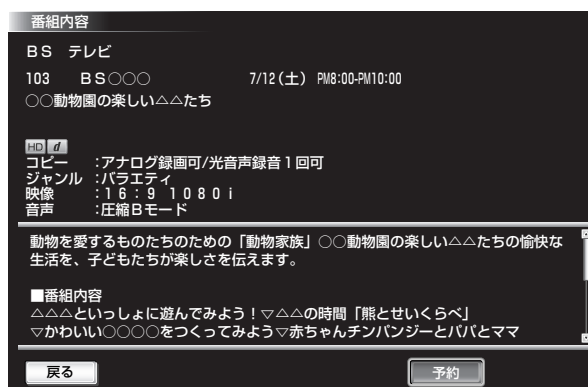 番組内容
BS テレビ
103 BS○○○ 7/12(土) PM8:00-PM10:00
○○動物園の楽しい△△たち
HD d
コピー :アナログ録画可/光音声録音1回可
ジャンル :バラエティ
映像 :16:9 1080i
音声 :圧縮Bモード
動物を愛するものたちのための「動物家族」○○動物園の楽しい△△たちの愉快な
生活を、子どもたちが楽しさを伝えます。
■番組内容
△△△といっしょに遊んでみよう!▽△△の時間「熊とせいくらべ」
▽かわいい○○○○をつくってみよう▽赤ちゃんチンパンジーとパパとママ
戻る 予約